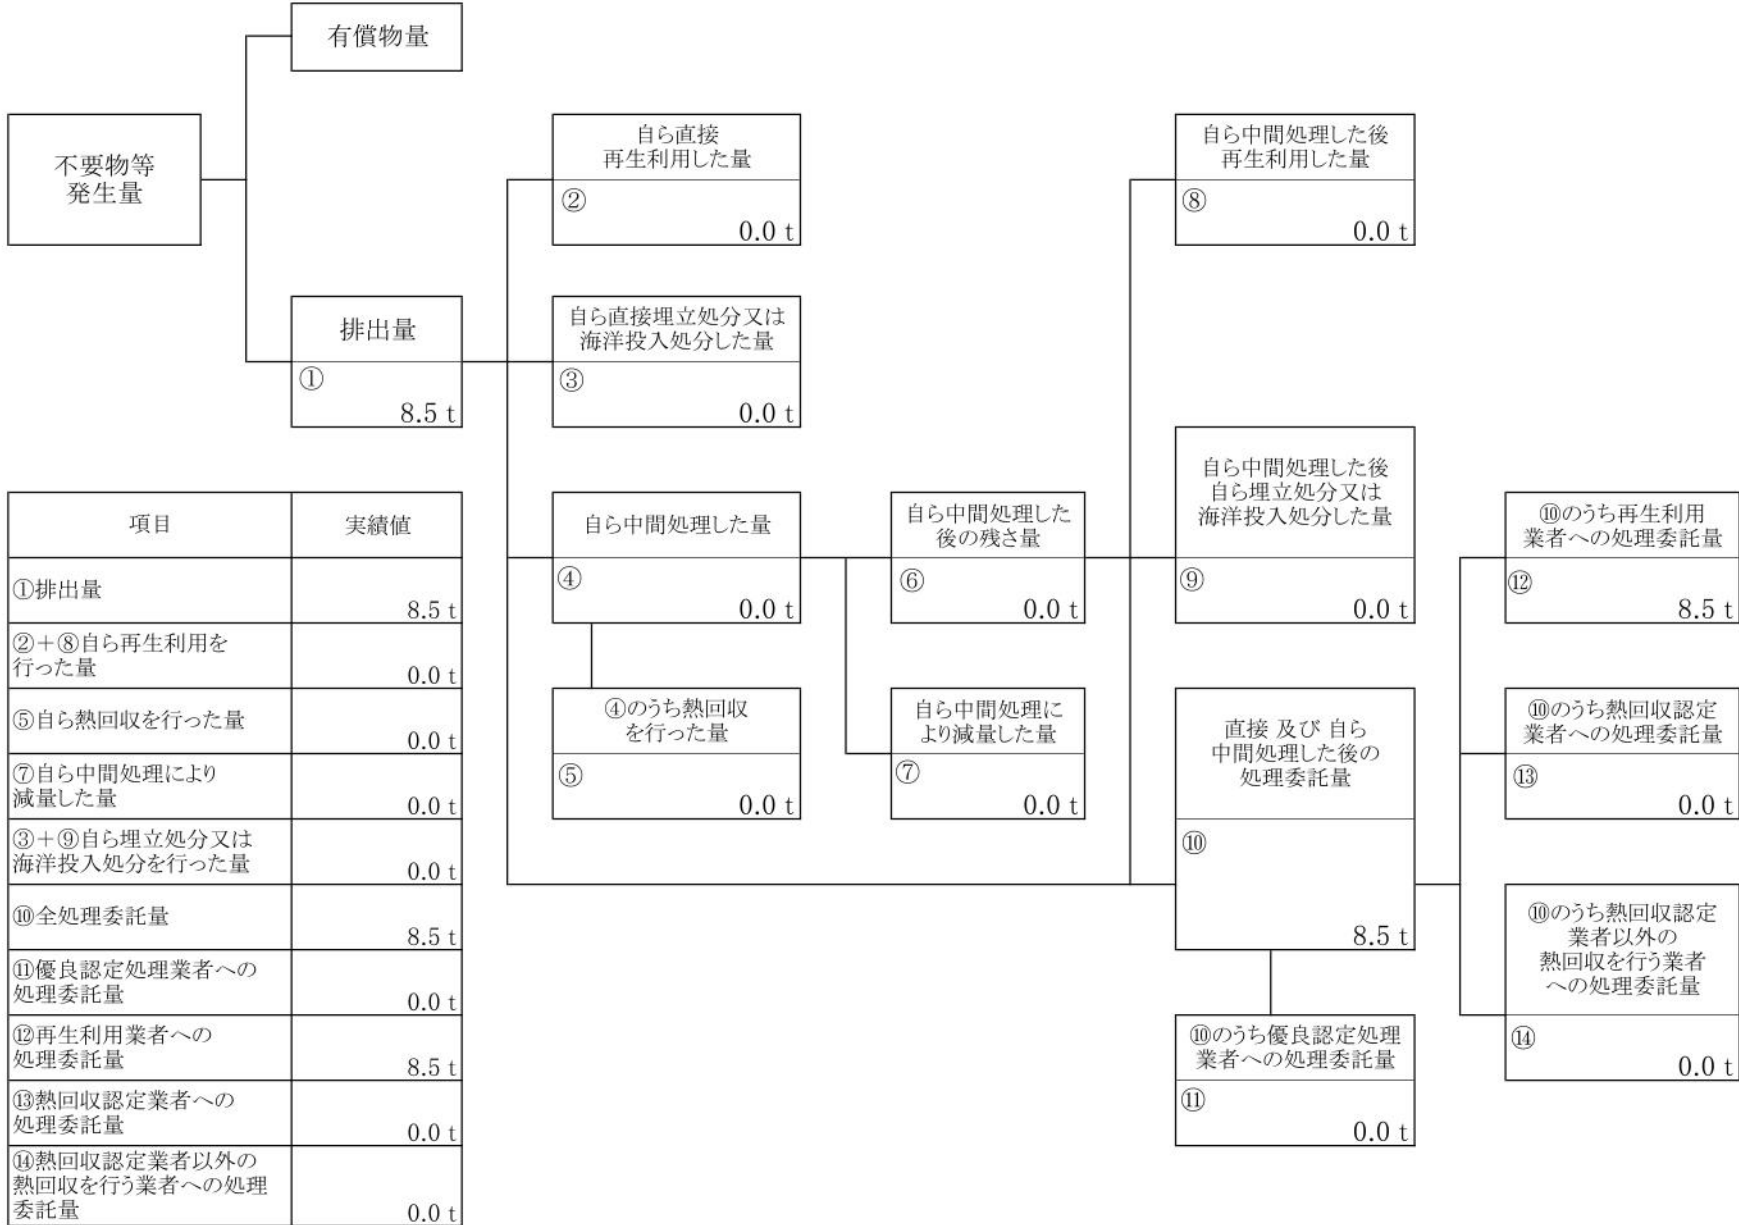 有償物量
不要物等
発生量
自ら直接
再生利用した量
②
0.0 t
自ら中間処理した後
再生利用した量
⑧
0.0 t
排出量
①
8.5 t
自ら直接埋立処分又は
海洋投入処分した量
③
0.0 t
自ら中間処理した量
④
0.0 t
自ら中間処理した
後の残さ量
⑥
0.0 t
自ら中間処理した後
自ら埋立処分又は
海洋投入処分した量
⑨
0.0 t
⑩のうち再生利用
業者への処理委託量
⑫
8.5 t
④のうち熱回収
を行った量
⑤
0.0 t
自ら中間処理に
より減量した量
⑦
0.0 t
直接 及び 自ら
中間処理した後の
処理委託量
⑩
8.5 t
⑩のうち熱回収認定
業者への処理委託量
⑬
0.0 t
⑩のうち熱回収認定
業者以外の
熱回収を行う業者
への処理委託量
⑭
0.0 t
⑩のうち優良認定処理
業者への処理委託量
⑪
0.0 t
項目 実績値
①排出量
8.5 t
②+⑧自ら再生利用を
行った量
0.0 t
⑤自ら熱回収を行った量
0.0 t
⑦自ら中間処理により
減量した量
0.0 t
③+⑨自ら埋立処分又は
海洋投入処分を行った量
0.0 t
⑩全処理委託量
8.5 t
⑪優良認定処理業者への
処理委託量
0.0 t
⑫再生利用業者への
処理委託量
8.5 t
⑬熱回収認定業者への
処理委託量
0.0 t
⑭熱回収認定業者以外の
熱回収を行う業者への処理
委託量
0.0 t